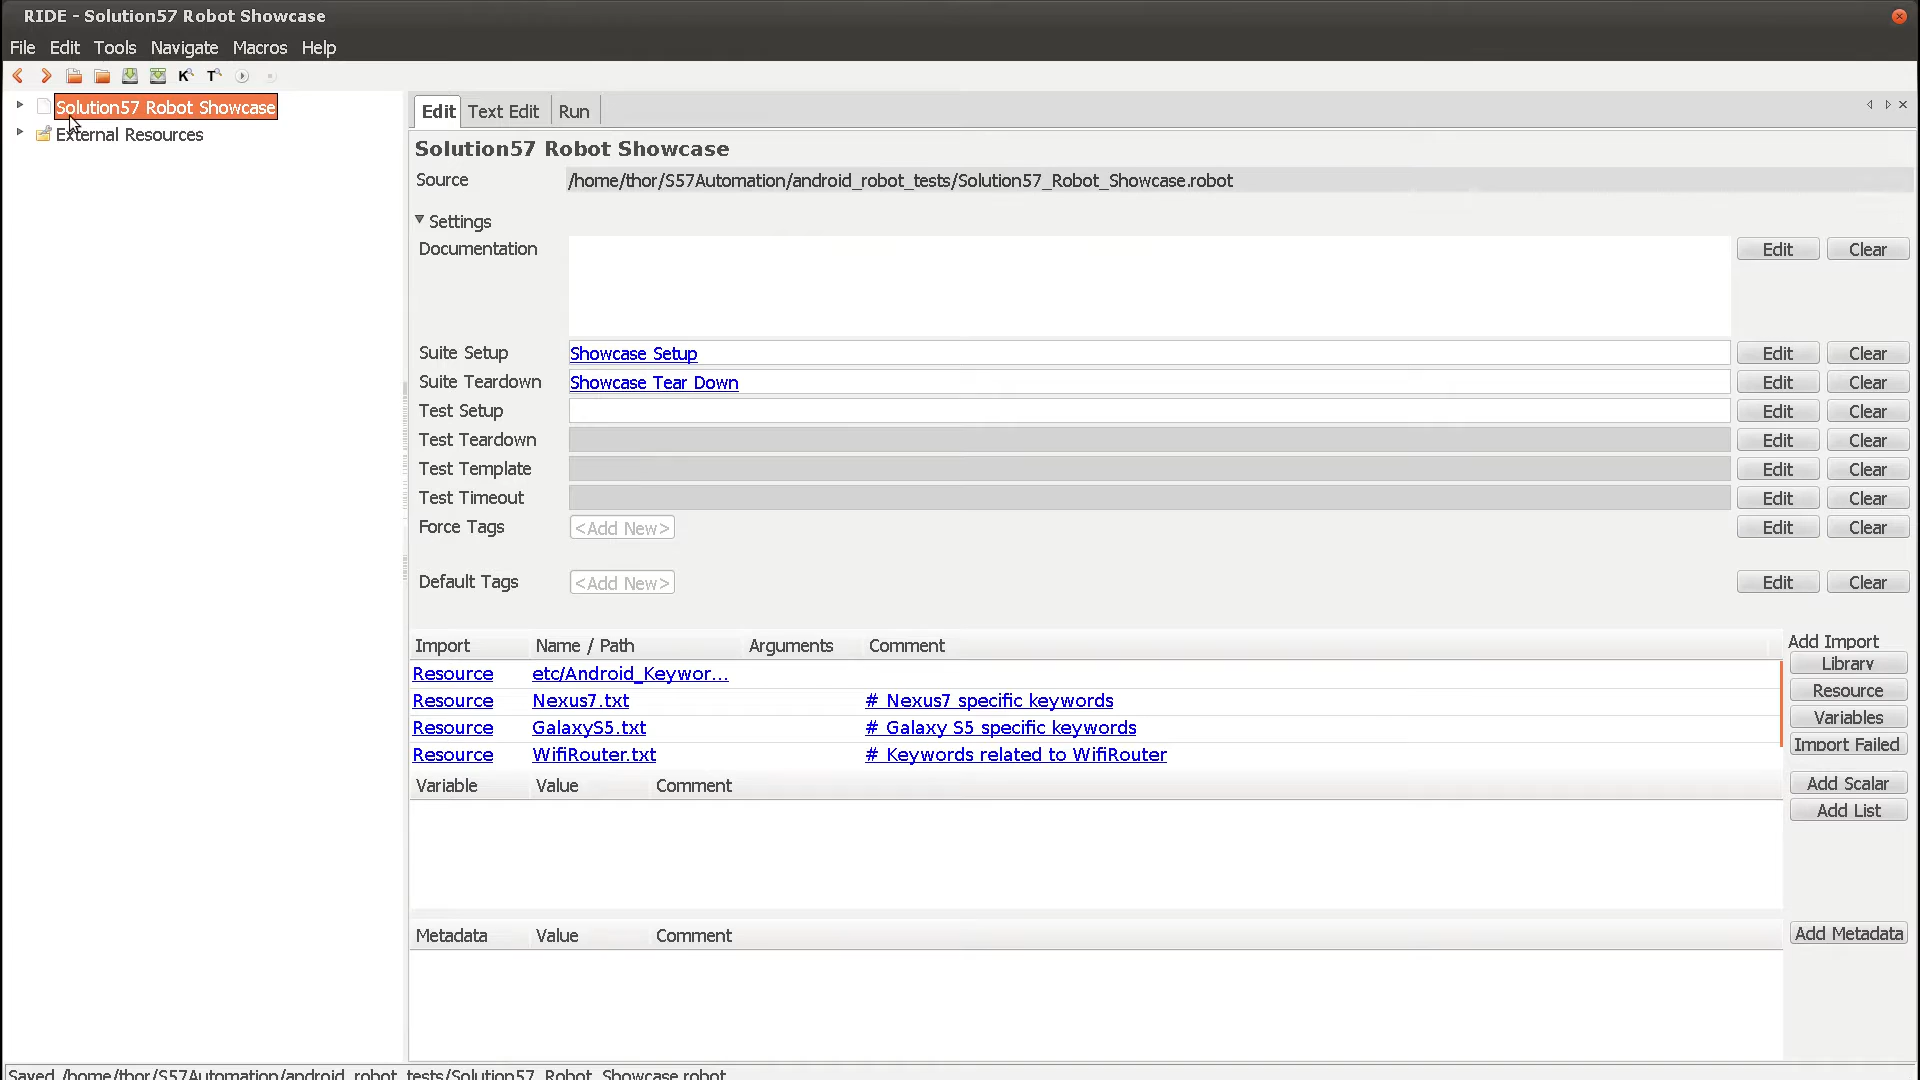 RIDE - Solution57 Robot Showcase
File Edit Tools Navigate Macros Help
K T
Solution57 Robot Showcase
External Resources
Edit Text Edit Run
Solution57 Robot Showcase
Source /home/thor/S57Automation/android_robot_tests/Solution57_Robot_Showcase.robot
Settings
Documentation Edit Clear
Suite Setup Showcase Setup Edit Clear
Suite Teardown Showcase Tear Down Edit Clear
Test Setup Edit Clear
Test Teardown Edit Clear
Test Template Edit Clear
Test Timeout Edit Clear
Force Tags <Add New> Edit Clear
Default Tags <Add New> Edit Clear
Import Name / Path Arguments Comment Add Import
Library
Resource etc/Android_Keywor...
Resource
Resource Nexus7.txt # Nexus7 specific keywords
Variables
Resource GalaxyS5.txt # Galaxy S5 specific keywords
Import Failed
Resource WifiRouter.txt # Keywords related to WifiRouter
Variable Value Comment Add Scalar
Add List
Metadata Value Comment Add Metadata
Saved /home/thor/S57Automation/android_robot_tests/Solution57_Robot_Showcase.robot